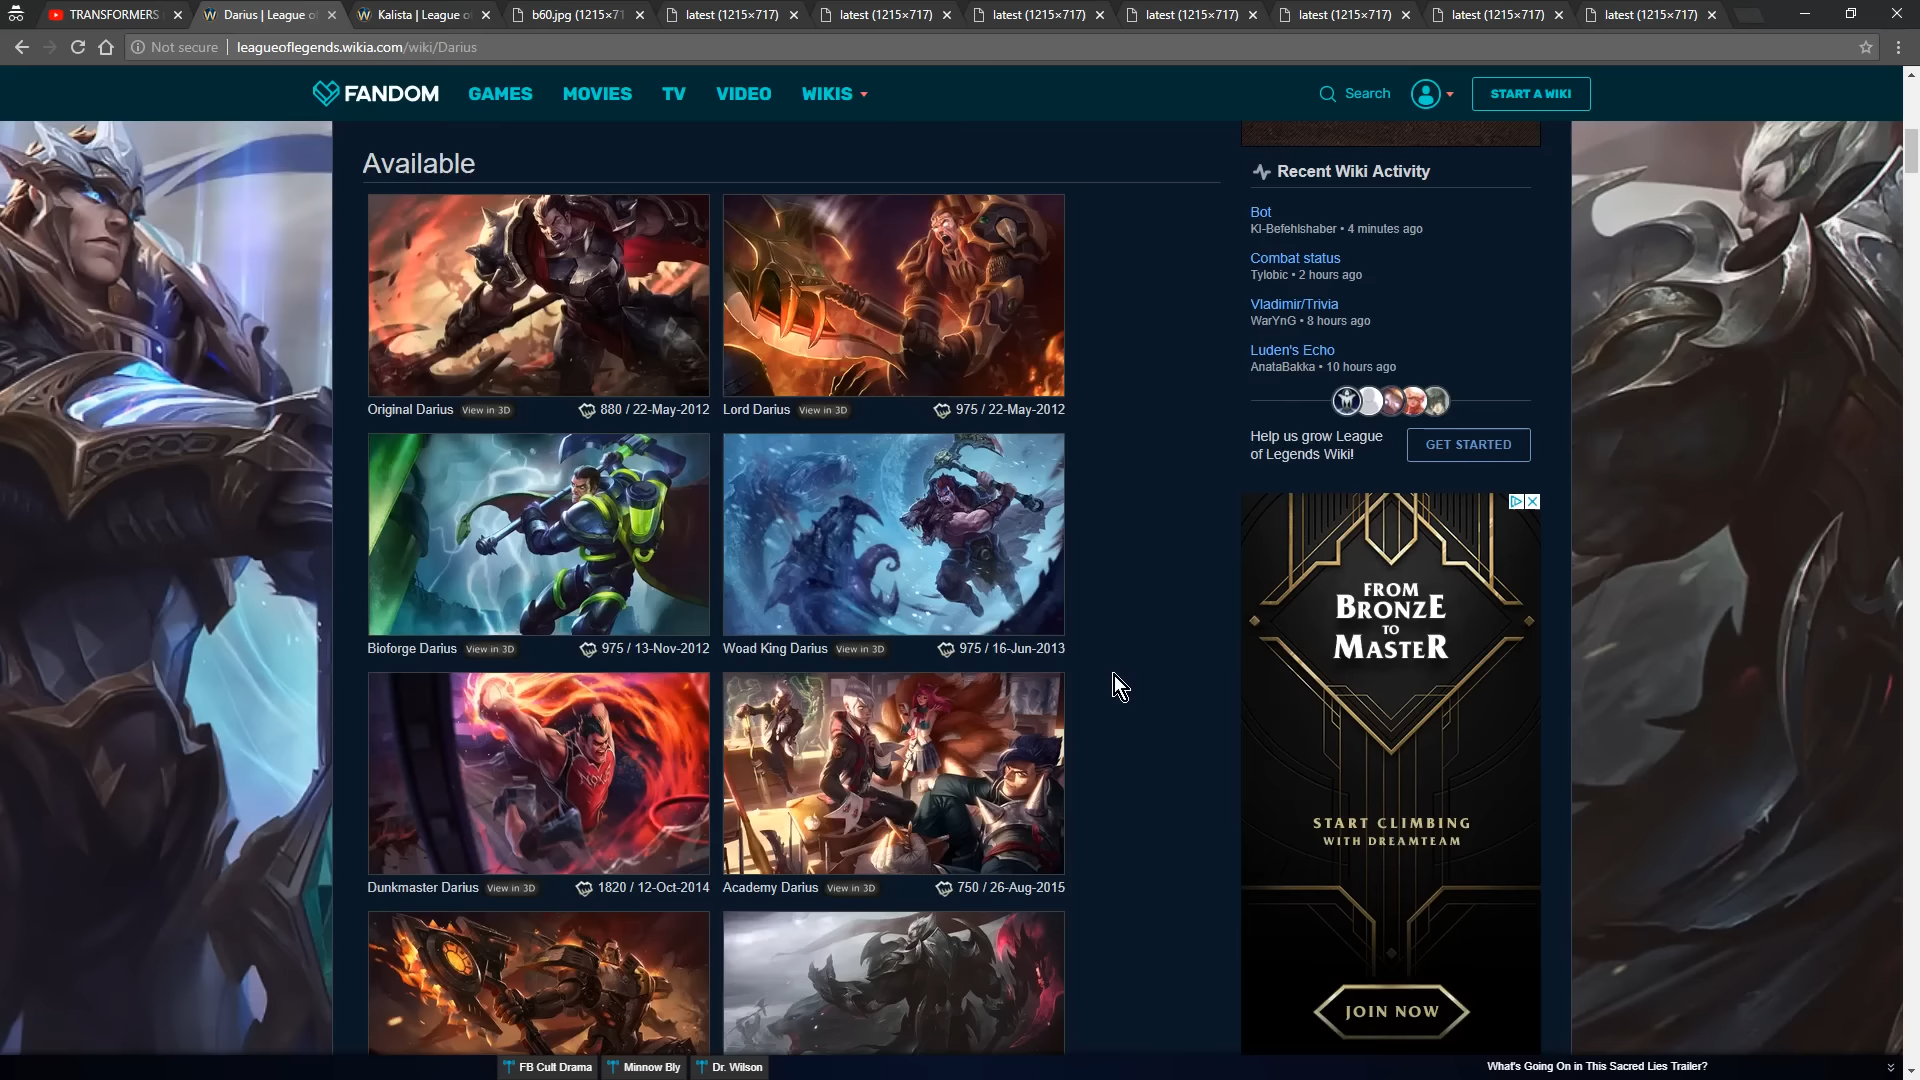 TRANSFORMERS
Darius | League o
Kalista | League o
b60.jpg (1215×71
latest (1215×717)
latest (1215×717)
latest (1215×717)
latest (1215×717)
latest (1215×717)
latest (1215×717)
latest (1215×717)
Not secure
leagueoflegends.wikia.com/wiki/Darius
FANDOM
GAMES
MOVIES
TV
VIDEO
WIKIS
Search
START A WIKI
Available
Original Darius View in 3D 880 / 22-May-2012
Lord Darius View in 3D 975 / 22-May-2012
Bioforge Darius View in 3D 975 / 13-Nov-2012
Woad King Darius View in 3D 975 / 16-Jun-2013
NOXUS
Dunkmaster Darius View in 3D 1820 / 12-Oct-2014
Academy Darius View in 3D 750 / 26-Aug-2015
Recent Wiki Activity
Bot
KI-Befehlshaber • 4 minutes ago
Combat status
Tylobic • 2 hours ago
Vladimir/Trivia
WarYnG • 8 hours ago
Luden's Echo
AnataBakka • 10 hours ago
Help us grow League
of Legends Wiki!
GET STARTED
FROM
BRONZE
TO
MASTER
START CLIMBING
WITH DREAMTEAM
JOIN NOW
FB Cult Drama
Minnow Bly
Dr. Wilson
What's Going On in This Sacred Lies Trailer?